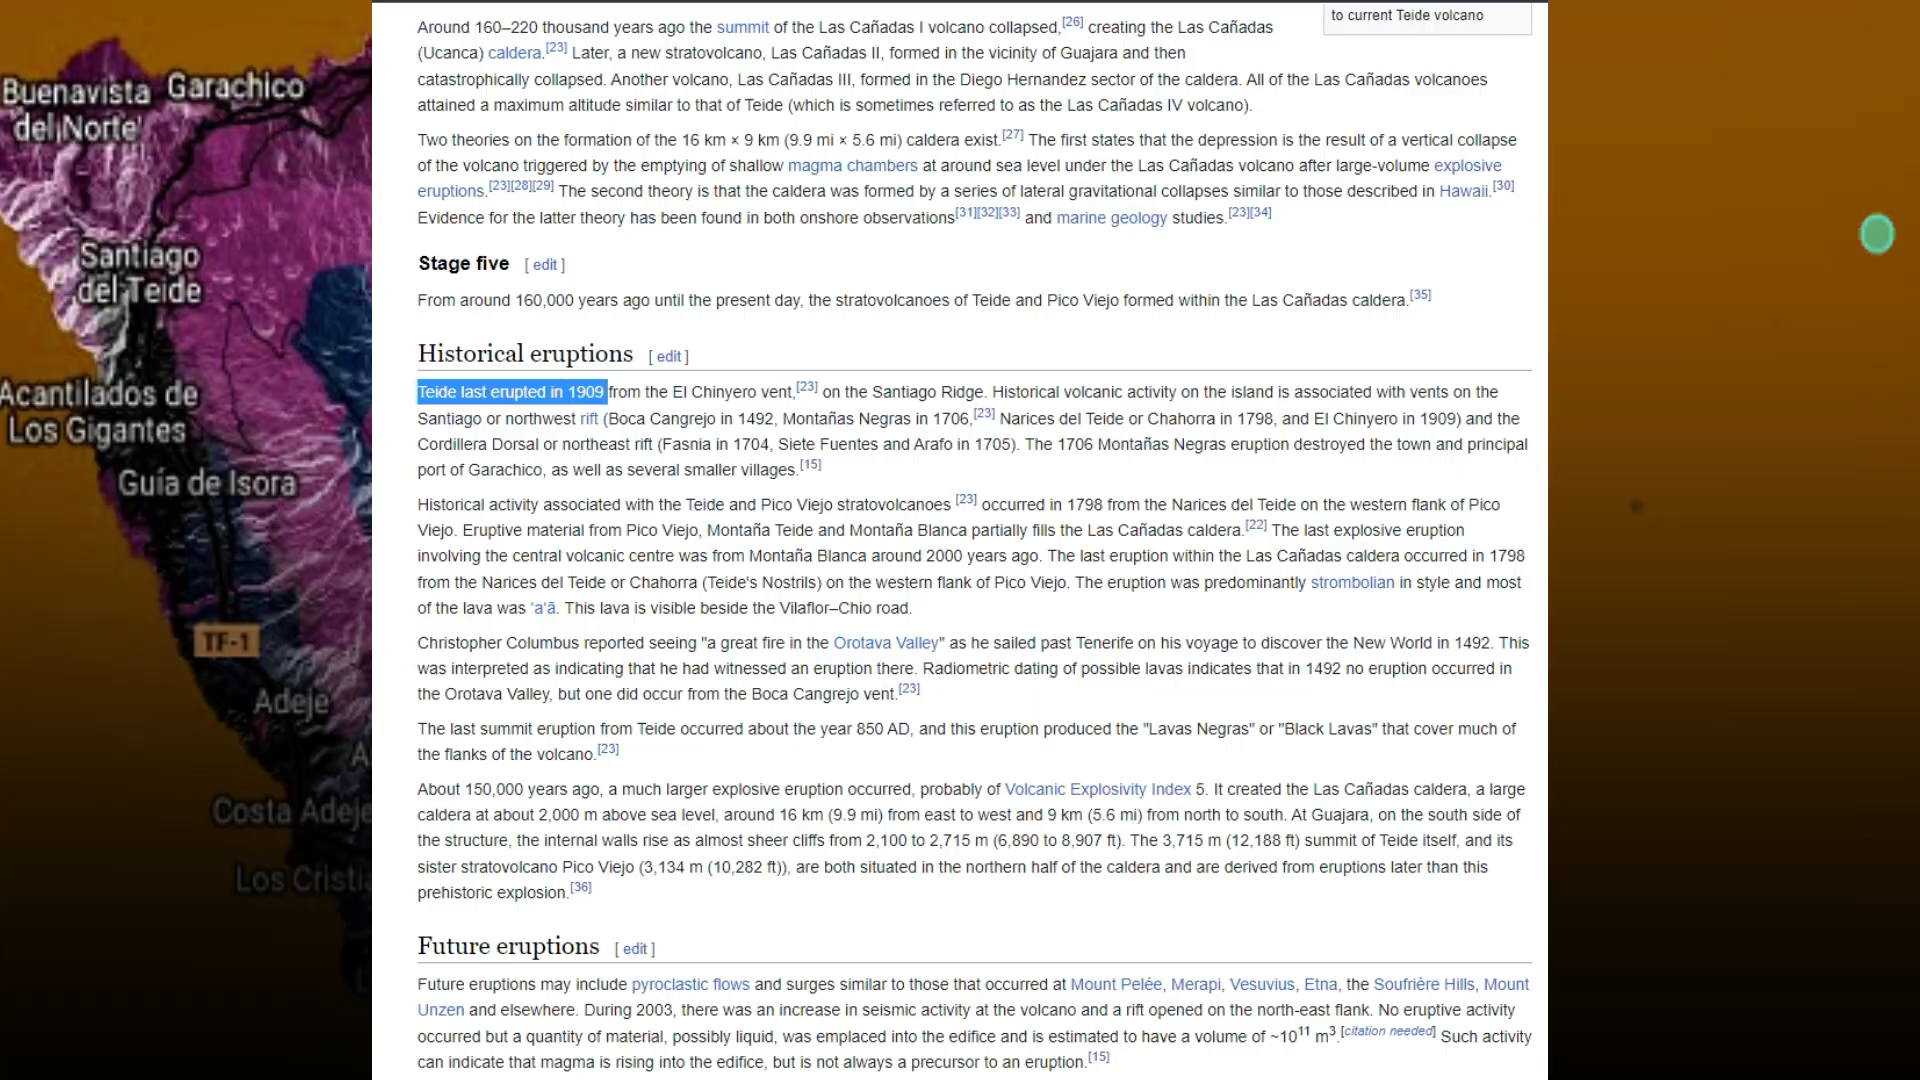 to current Teide volcano
Around 160–220 thousand years ago the summit of the Las Cañadas I volcano collapsed,[26] creating the Las Cañadas
(Ucanca) caldera.[23] Later, a new stratovolcano, Las Cañadas II, formed in the vicinity of Guajara and then
catastrophically collapsed. Another volcano, Las Cañadas III, formed in the Diego Hernandez sector of the caldera. All of the Las Cañadas volcanoes
attained a maximum altitude similar to that of Teide (which is sometimes referred to as the Las Cañadas IV volcano).
Two theories on the formation of the 16 km × 9 km (9.9 mi × 5.6 mi) caldera exist.[27] The first states that the depression is the result of a vertical collapse
of the volcano triggered by the emptying of shallow magma chambers at around sea level under the Las Cañadas volcano after large-volume explosive
eruptions.[23][28][29] The second theory is that the caldera was formed by a series of lateral gravitational collapses similar to those described in Hawaii.[30]
Evidence for the latter theory has been found in both onshore observations[31][32][33] and marine geology studies.[23][34]
Stage five [ edit ]
From around 160,000 years ago until the present day, the stratovolcanoes of Teide and Pico Viejo formed within the Las Cañadas caldera.[35]
Historical eruptions [ edit ]
Teide last erupted in 1909 from the El Chinyero vent,[23] on the Santiago Ridge. Historical volcanic activity on the island is associated with vents on the
Santiago or northwest rift (Boca Cangrejo in 1492, Montañas Negras in 1706,[23] Narices del Teide or Chahorra in 1798, and El Chinyero in 1909) and the
Cordillera Dorsal or northeast rift (Fasnia in 1704, Siete Fuentes and Arafo in 1705). The 1706 Montañas Negras eruption destroyed the town and principal
port of Garachico, as well as several smaller villages.[15]
Historical activity associated with the Teide and Pico Viejo stratovolcanoes [23] occurred in 1798 from the Narices del Teide on the western flank of Pico
Viejo. Eruptive material from Pico Viejo, Montaña Teide and Montaña Blanca partially fills the Las Cañadas caldera.[22] The last explosive eruption
involving the central volcanic centre was from Montaña Blanca around 2000 years ago. The last eruption within the Las Cañadas caldera occurred in 1798
from the Narices del Teide or Chahorra (Teide's Nostrils) on the western flank of Pico Viejo. The eruption was predominantly strombolian in style and most
of the lava was ʻaʻā. This lava is visible beside the Vilaflor–Chio road.
Christopher Columbus reported seeing "a great fire in the Orotava Valley" as he sailed past Tenerife on his voyage to discover the New World in 1492. This
was interpreted as indicating that he had witnessed an eruption there. Radiometric dating of possible lavas indicates that in 1492 no eruption occurred in
the Orotava Valley, but one did occur from the Boca Cangrejo vent.[23]
The last summit eruption from Teide occurred about the year 850 AD, and this eruption produced the "Lavas Negras" or "Black Lavas" that cover much of
the flanks of the volcano.[23]
About 150,000 years ago, a much larger explosive eruption occurred, probably of Volcanic Explosivity Index 5. It created the Las Cañadas caldera, a large
caldera at about 2,000 m above sea level, around 16 km (9.9 mi) from east to west and 9 km (5.6 mi) from north to south. At Guajara, on the south side of
the structure, the internal walls rise as almost sheer cliffs from 2,100 to 2,715 m (6,890 to 8,907 ft). The 3,715 m (12,188 ft) summit of Teide itself, and its
sister stratovolcano Pico Viejo (3,134 m (10,282 ft)), are both situated in the northern half of the caldera and are derived from eruptions later than this
prehistoric explosion.[36]
Future eruptions [ edit ]
Future eruptions may include pyroclastic flows and surges similar to those that occurred at Mount Pelée, Merapi, Vesuvius, Etna, the Soufrière Hills, Mount
Unzen and elsewhere. During 2003, there was an increase in seismic activity at the volcano and a rift opened on the north-east flank. No eruptive activity
occurred but a quantity of material, possibly liquid, was emplaced into the edifice and is estimated to have a volume of ~10¹¹ m³.[citation needed] Such activity
can indicate that magma is rising into the edifice, but is not always a precursor to an eruption.[15]
Buenavista
del Norte
Garachico
Santiago
del Teide
Acantilados de
Los Gigantes
Guía de Isora
TF-1
Adeje
A
Costa Adeje
Los Cristi